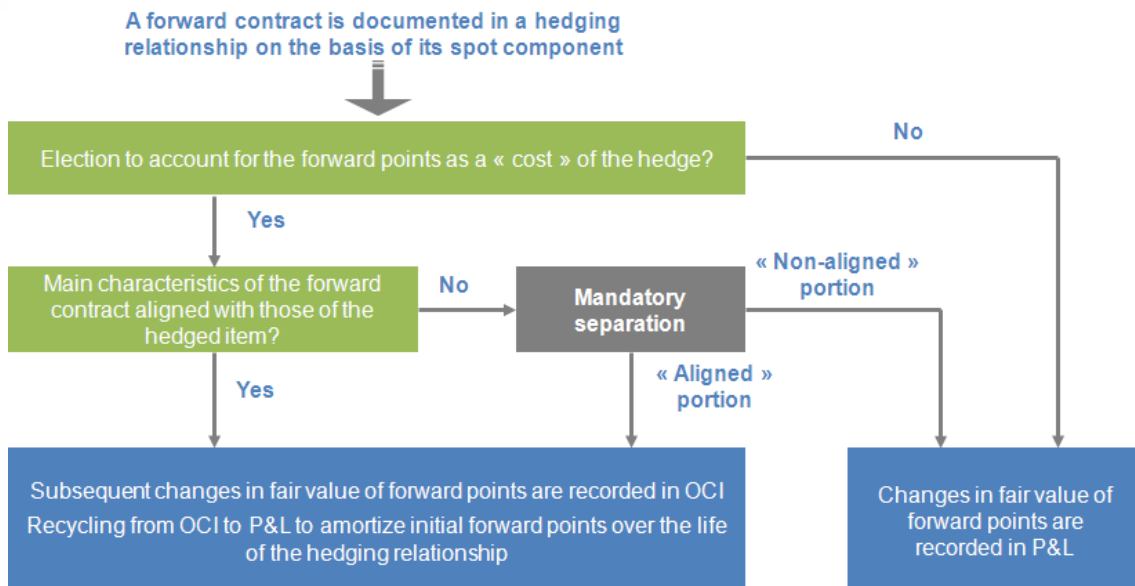 A forward contract is documented in a hedging
relationship on the basis of its spot component
Election to account for the forward points as a « cost » of the hedge?
No
Yes
Main characteristics of the forward
contract aligned with those of the
hedged item?
No
Mandatory
separation
« Non-aligned »
portion
Yes
« Aligned »
portion
Subsequent changes in fair value of forward points are recorded in OCI
Recycling from OCI to P&L to amortize initial forward points over the life
of the hedging relationship
Changes in fair value of
forward points are
recorded in P&L